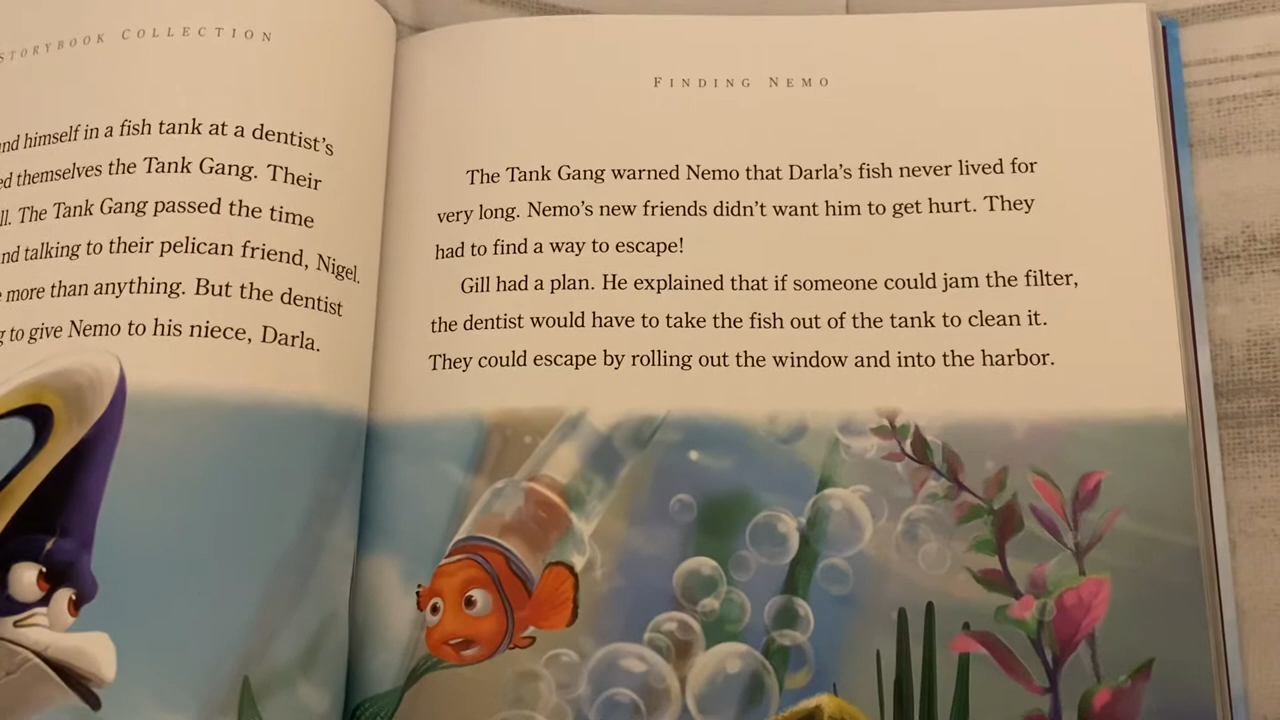 STORYBOOK COLLECTION
himself in a fish tank at a dentist's
themselves the Tank Gang. Their
The Tank Gang passed the time
and talking to their pelican friend, Nigel.
more than anything. But the dentist
to give Nemo to his niece, Darla.
FINDING NEMO
The Tank Gang warned Nemo that Darla's fish never lived for
very long. Nemo's new friends didn't want him to get hurt. They
had to find a way to escape!
Gill had a plan. He explained that if someone could jam the filter,
the dentist would have to take the fish out of the tank to clean it.
They could escape by rolling out the window and into the harbor.